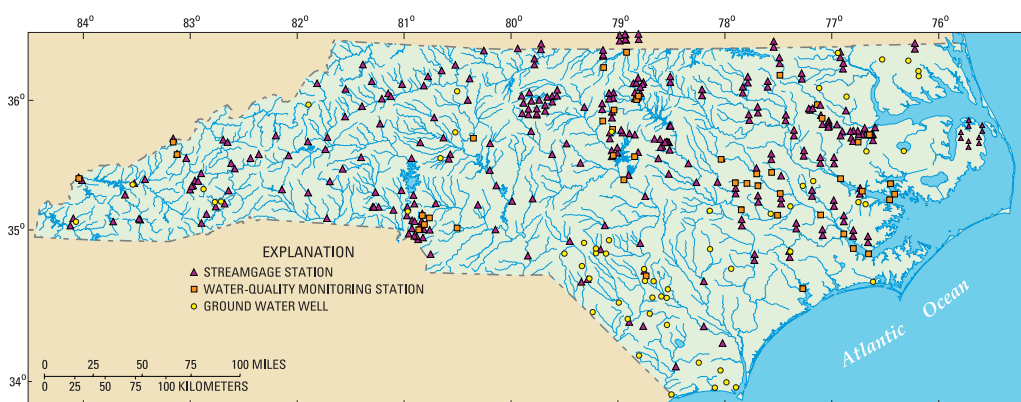 84° 83° 82° 81° 80° 79° 78° 77° 76°
36°
35°
34°
EXPLANATION
STREAMGAGE STATION
WATER-QUALITY MONITORING STATION
GROUND WATER WELL
0 25 50 75 100 MILES
0 25 50 75 100 KILOMETERS
Atlantic Ocean